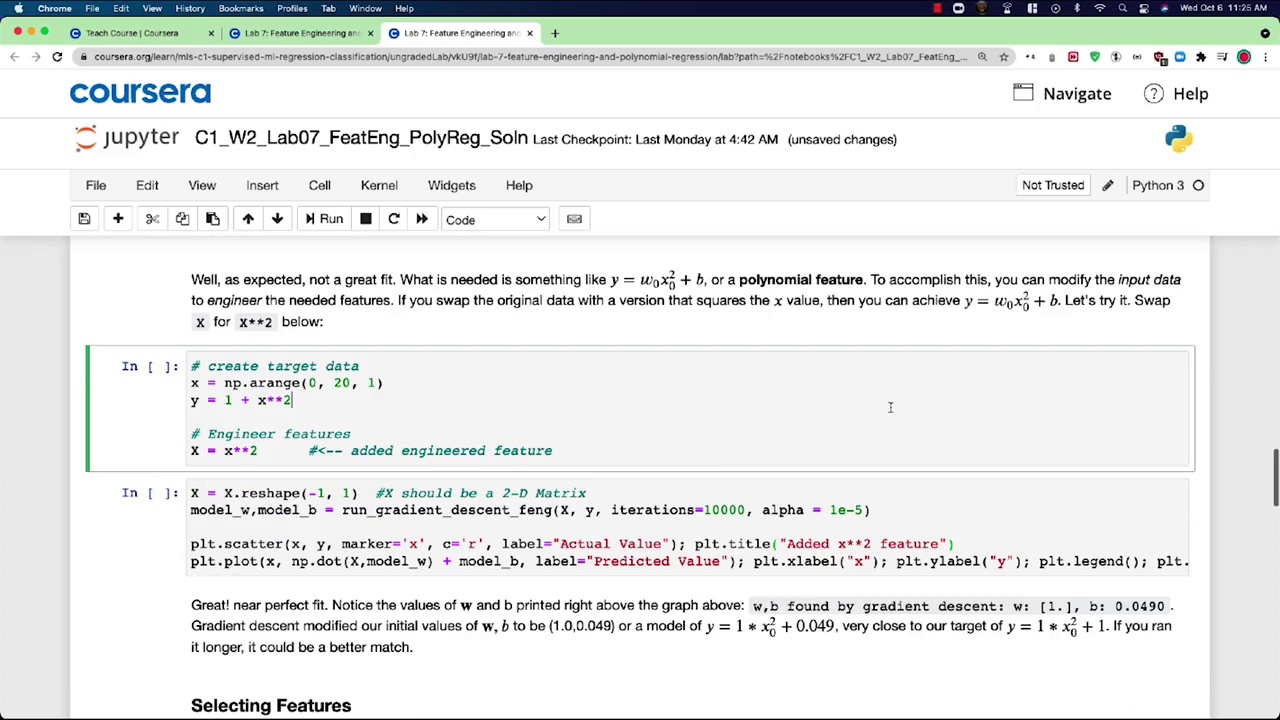 Chrome File Edit View History Bookmarks Profiles Tab Window Help Wed Oct 6 11:25 AM
Teach Course | Coursera × Lab 7: Feature Engineering and × Lab 7: Feature Engineering and × +
coursera.org/learn/mls-c1-supervised-ml-regression-classification/ungradedLab/vkU9f/lab-7-feature-engineering-and-polynomial-regression/lab?path=%2Fnotebooks%2FC1_W2_Lab07_FeatEng_...
coursera Navigate ? Help
jupyter C1_W2_Lab07_FeatEng_PolyReg_Soln Last Checkpoint: Last Monday at 4:42 AM (unsaved changes)
File Edit View Insert Cell Kernel Widgets Help Not Trusted Python 3
Run Code
Well, as expected, not a great fit. What is needed is something like y = w₀x₀² + b, or a polynomial feature. To accomplish this, you can modify the input data
to engineer the needed features. If you swap the original data with a version that squares the x value, then you can achieve y = w₀x₀² + b. Let's try it. Swap
X for X**2 below:
In [ ]: # create target data
x = np.arange(0, 20, 1)
y = 1 + x**2
# Engineer features
X = x**2 #<-- added engineered feature
In [ ]: X = X.reshape(-1, 1) #X should be a 2-D Matrix
model_w,model_b = run_gradient_descent_feng(X, y, iterations=10000, alpha = 1e-5)
plt.scatter(x, y, marker='x', c='r', label="Actual Value"); plt.title("Added x**2 feature")
plt.plot(x, np.dot(X,model_w) + model_b, label="Predicted Value"); plt.xlabel("x"); plt.ylabel("y"); plt.legend(); plt.
Great! near perfect fit. Notice the values of w and b printed right above the graph above: w,b found by gradient descent: w: [1.], b: 0.0490 .
Gradient descent modified our initial values of w, b to be (1.0,0.049) or a model of y = 1 * x₀² + 0.049, very close to our target of y = 1 * x₀² + 1. If you ran
it longer, it could be a better match.
Selecting Features